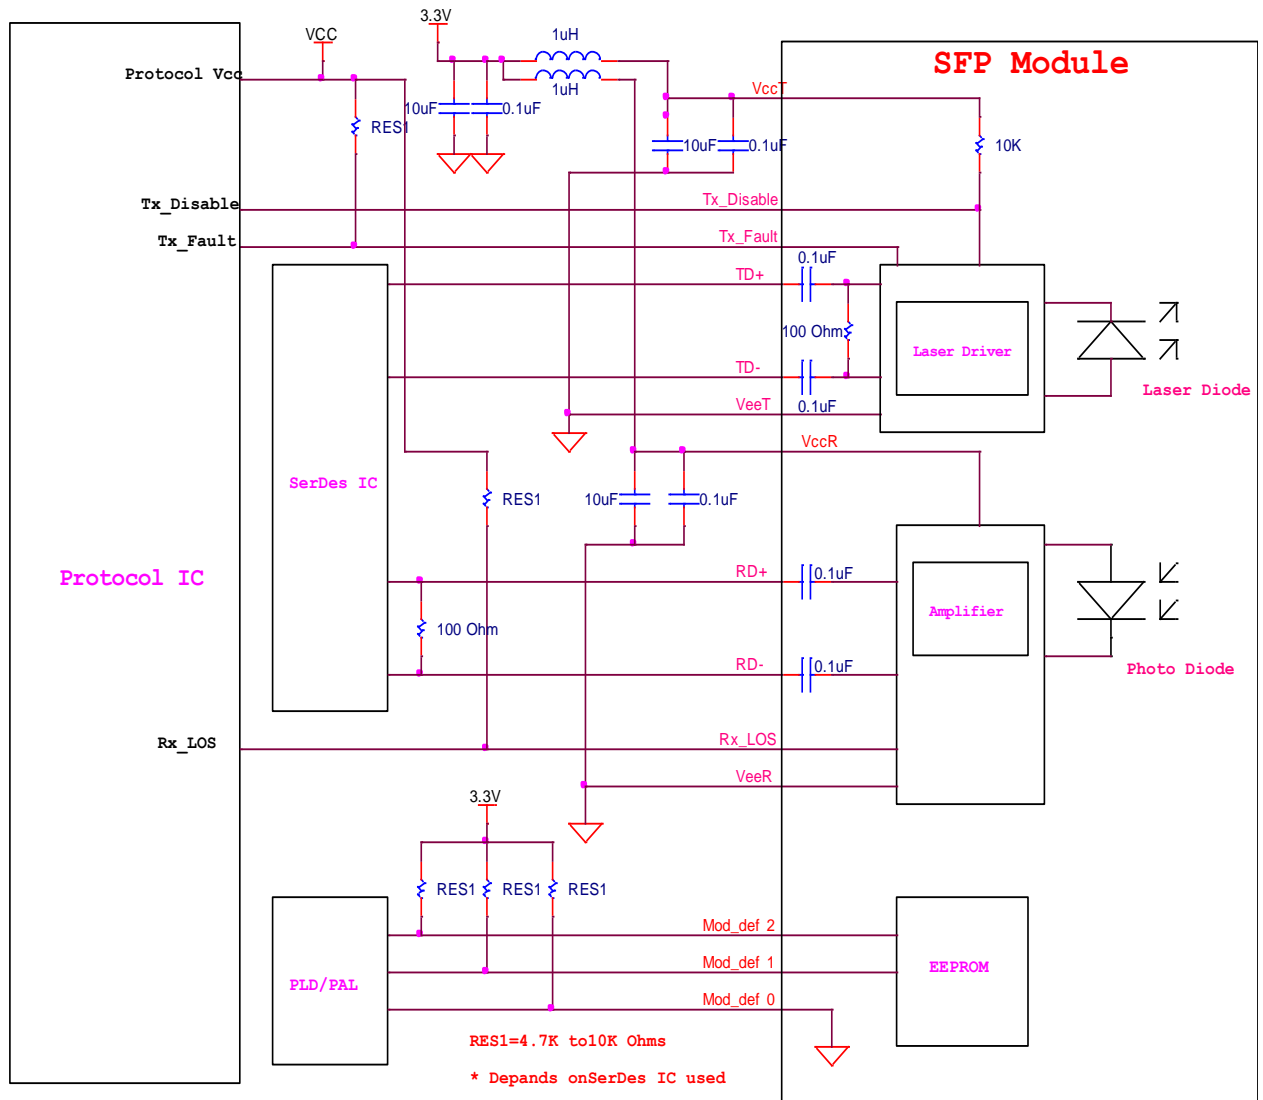 3.3V
VCC
1uH
SFP Module
Protocol Vcc
1uH
VccT
10uF
0.1uF
RES1
10uF
0.1uF
10K
Tx_Disable
Tx_Disable
Tx_Fault
Tx_Fault
0.1uF
TD+
100 Ohm
Laser Driver
TD-
Laser Diode
VeeT
0.1uF
VccR
SerDes IC
RES1
10uF
0.1uF
Protocol IC
RD+
0.1uF
Amplifier
100 Ohm
RD-
0.1uF
Photo Diode
Rx_LOS
Rx_LOS
VeeR
3.3V
RES1
RES1
RES1
Mod_def 2
Mod_def 1
EEPROM
PLD/PAL
Mod_def 0
RES1=4.7K to10K Ohms
* Depands onSerDes IC used